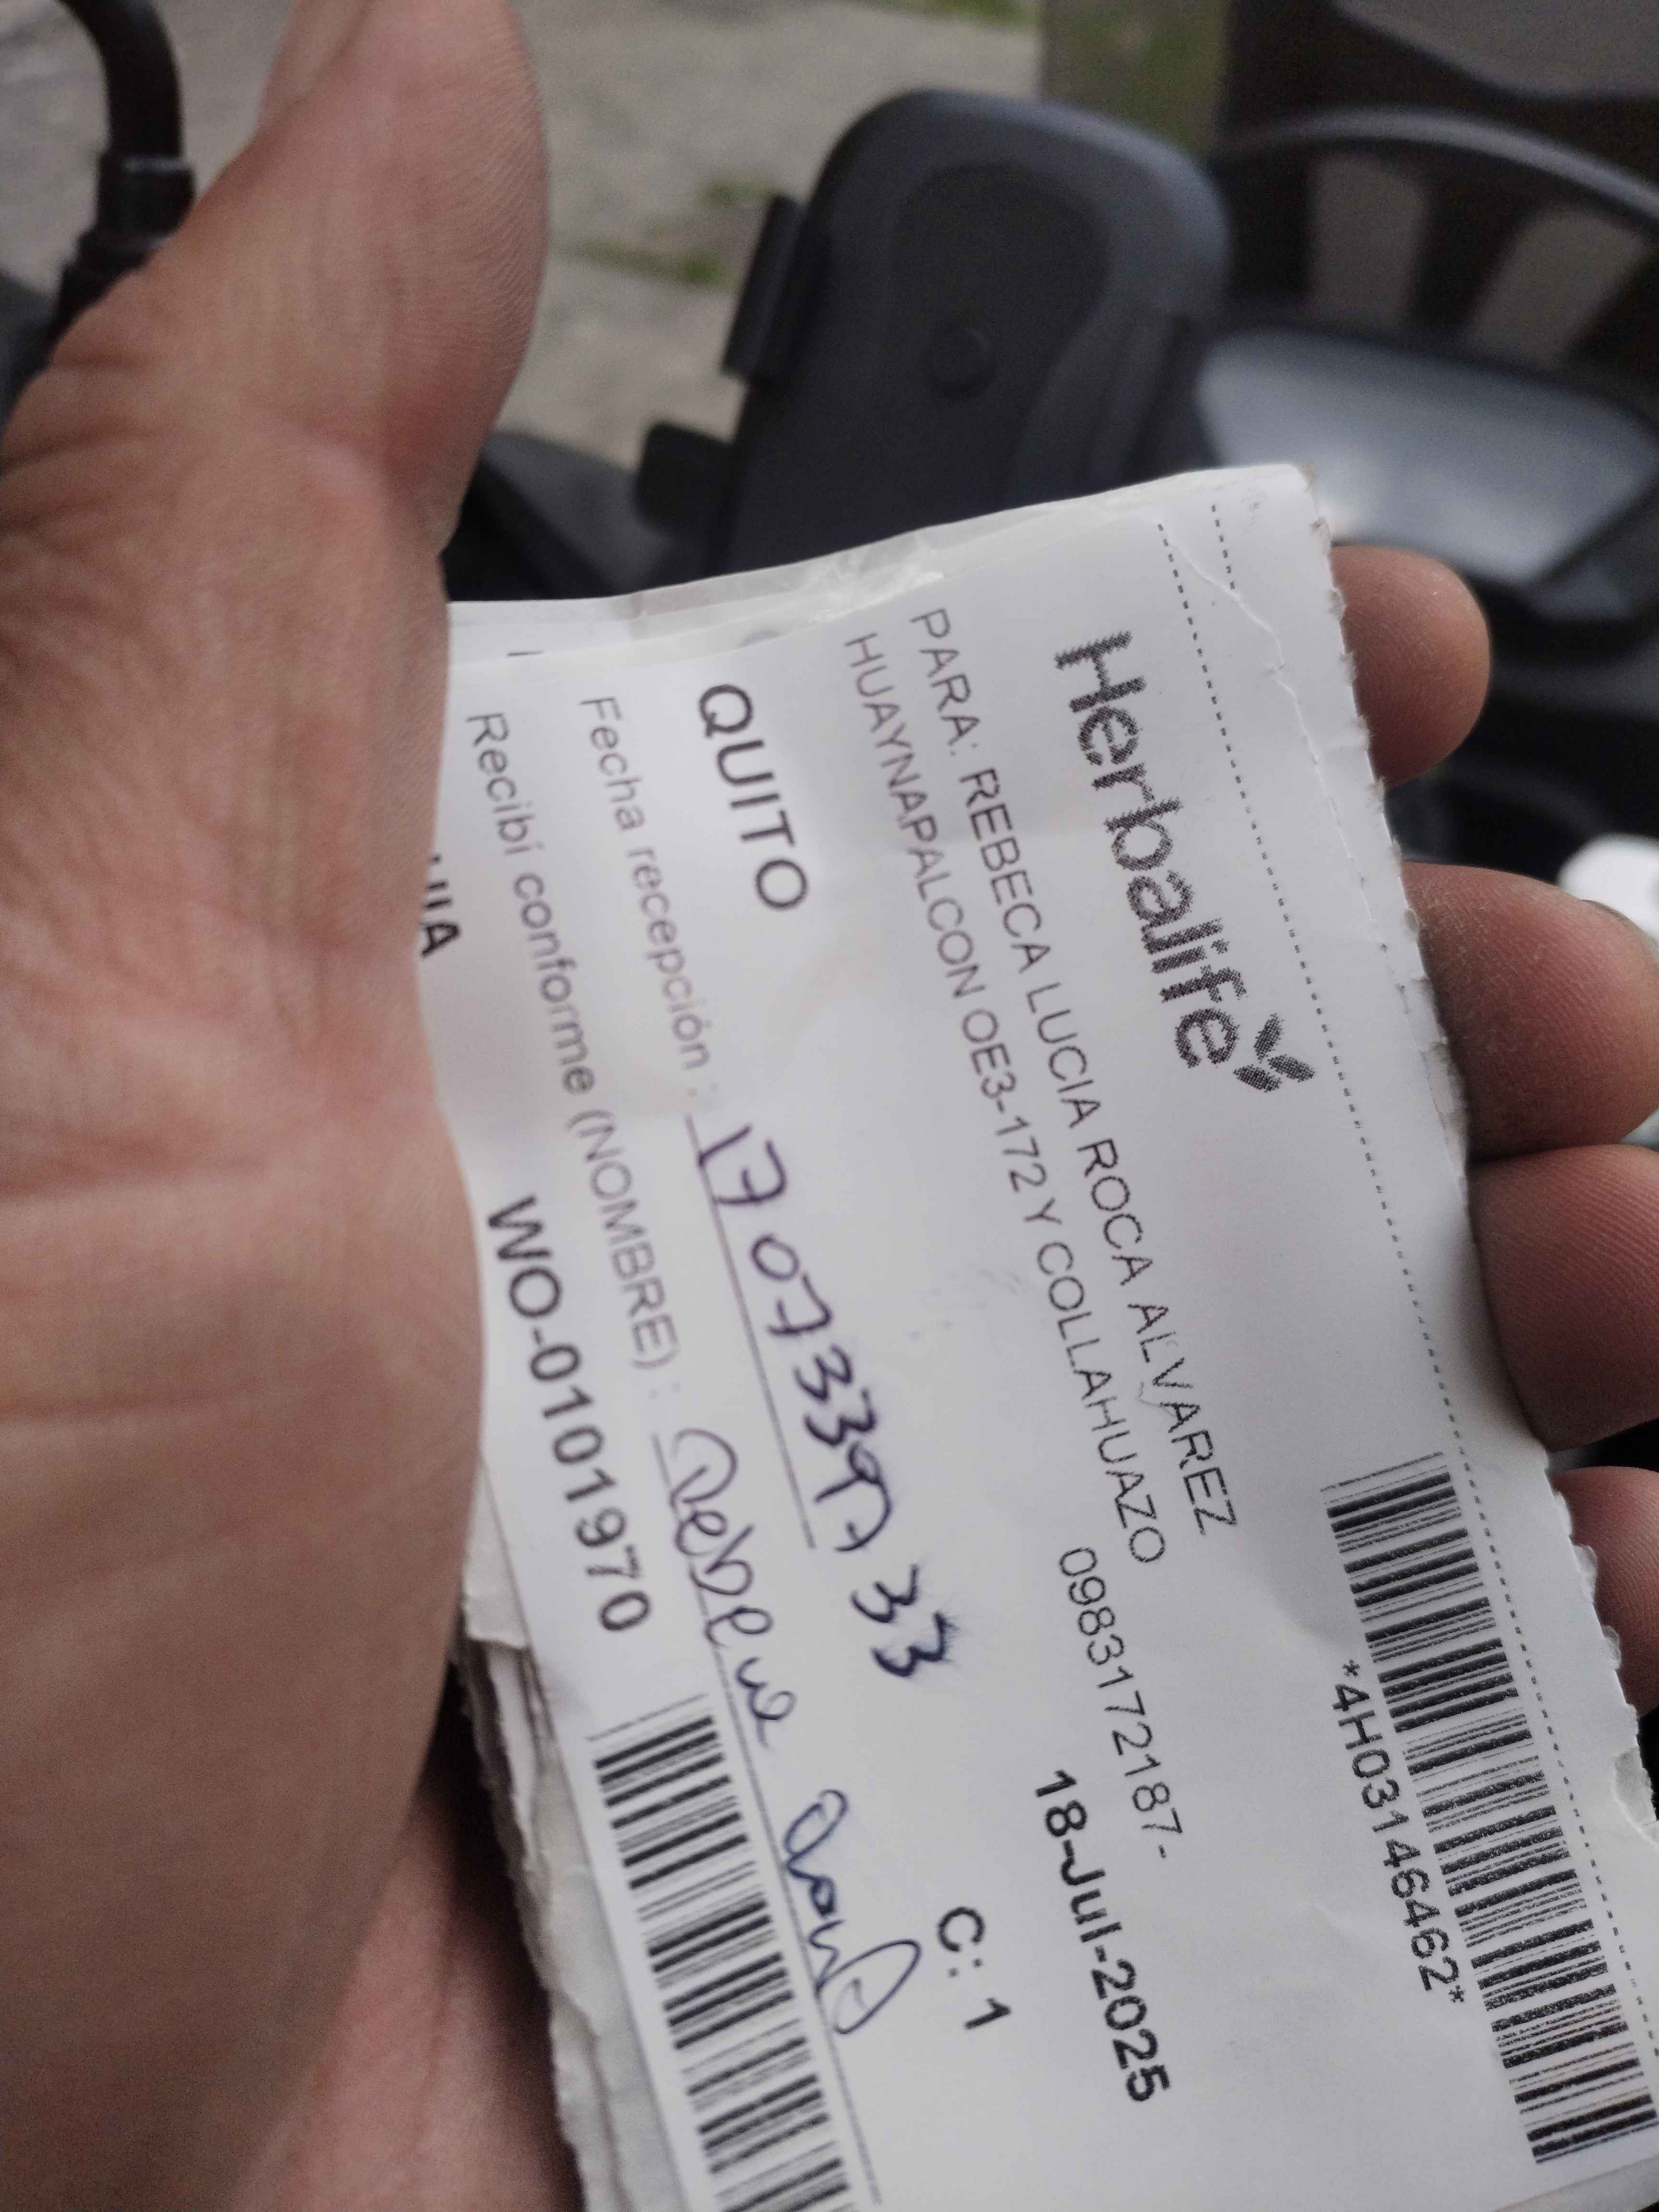 Herbalife
*4H0314646​2*
PARA: REBECA LUCIA ROCA ALVAREZ
HUAYNAPALCON OE3-172 Y COLLAHUAZO
0983172187-
18-Jul-2025
QUITO
C: 1
Fecha recepción :
Recibí conforme (NOMBRE) :
WO-0101970